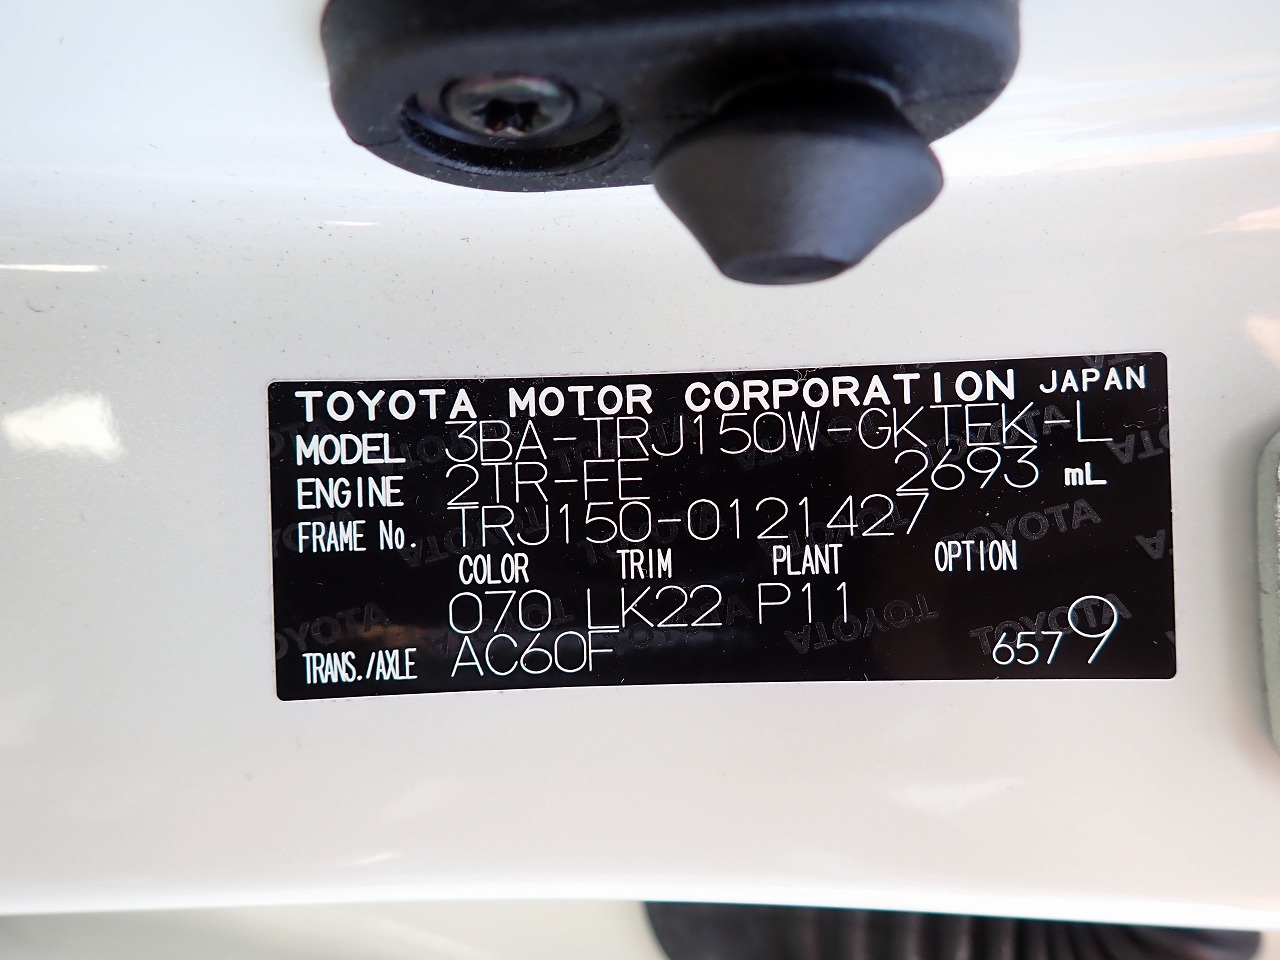 TOYOTA MOTOR CORPORATION JAPAN
MODEL 3BA-TRJ150W-GKTEK-L
ENGINE 2TR-FE 2693 mL
FRAME No. TRJ150-0121427
COLOR TRIM PLANT OPTION
070 LK22 P11
TRANS./AXLE AC60F 6579